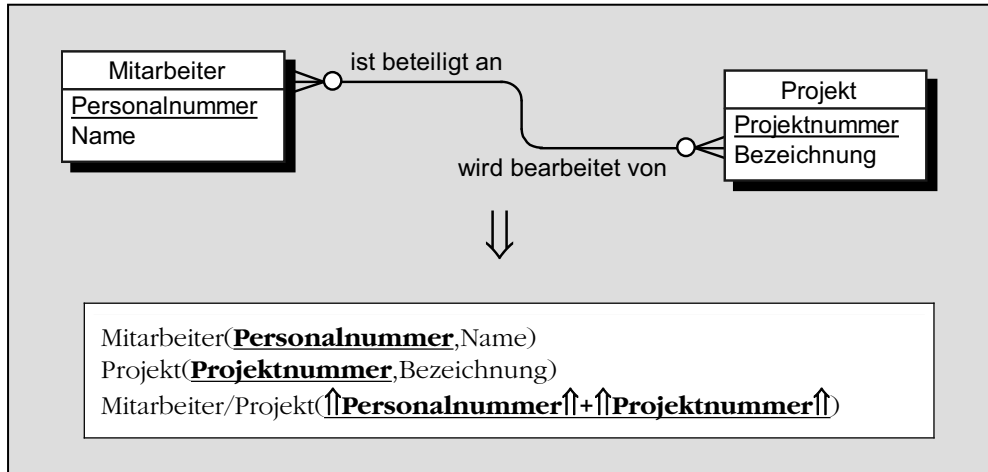 Mitarbeiter
Personalnummer
Name
ist beteiligt an
wird bearbeitet von
Projekt
Projektnummer
Bezeichnung
Mitarbeiter(Personalnummer,Name)
Projekt(Projektnummer,Bezeichnung)
Mitarbeiter/Projekt(⇑Personalnummer⇑+⇑Projektnummer⇑)